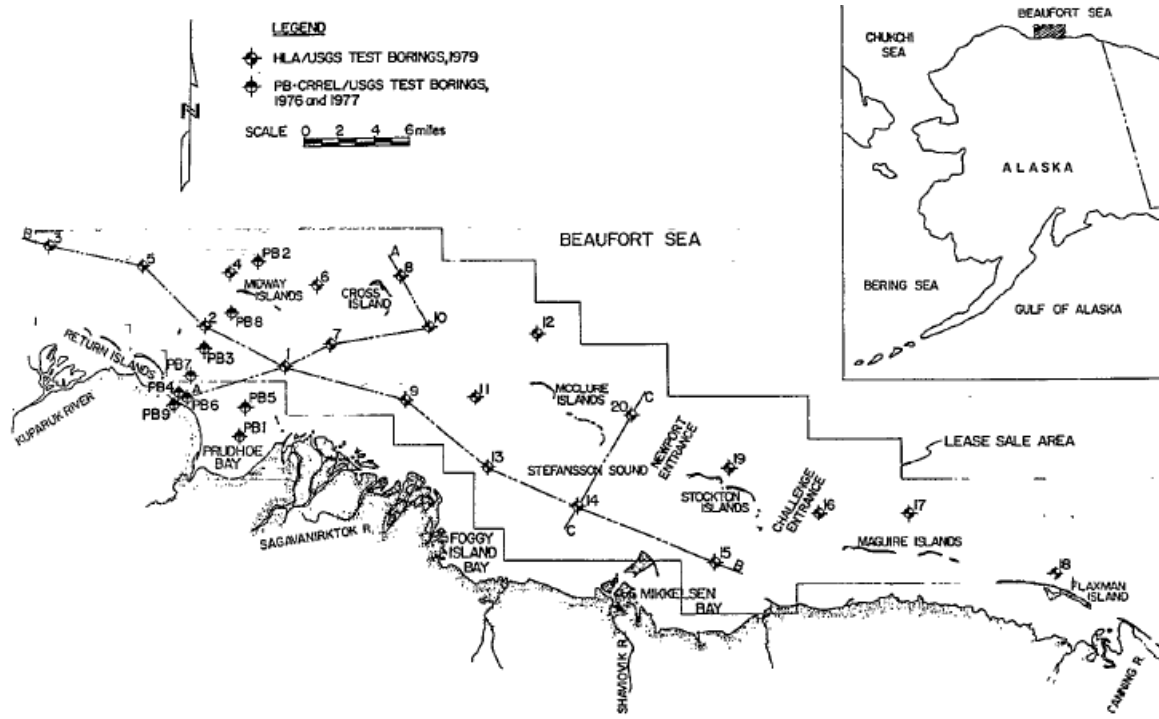 LEGEND
HLA/USGS TEST BORINGS, 1979
PB-CRREL/USGS TEST BORINGS,
1976 and 1977
SCALE 0 2 4 6 miles
N
BEAUFORT
SEA
CHUKCHI
SEA
ALASKA
BERING SEA
GULF OF ALASKA
BEAUFORT SEA
B
3
5
4
PB2
6
MIDWAY
ISLANDS
A
8
CROSS
ISLAND
10
12
2
PB8
7
1
PB3
RETURN ISLANDS
PB7
PB4
A
PB6
PB9
PB5
PB1
9
11
MCCLURE
ISLANDS
20
C
KUPARUK RIVER
PRUDHOE
BAY
13
STEFANSSON SOUND
NEWPORT
ENTRANCE
19
LEASE SALE AREA
14
C
STOCKTON
ISLANDS
CHALLENGE
ENTRANCE
16
17
SAGAVANIRKTOK R.
FOGGY
ISLAND
BAY
15
B
MAGUIRE ISLANDS
18
FLAXMAN
ISLAND
MIKKELSEN
BAY
SHAVIOVIK R.
CANNING R.